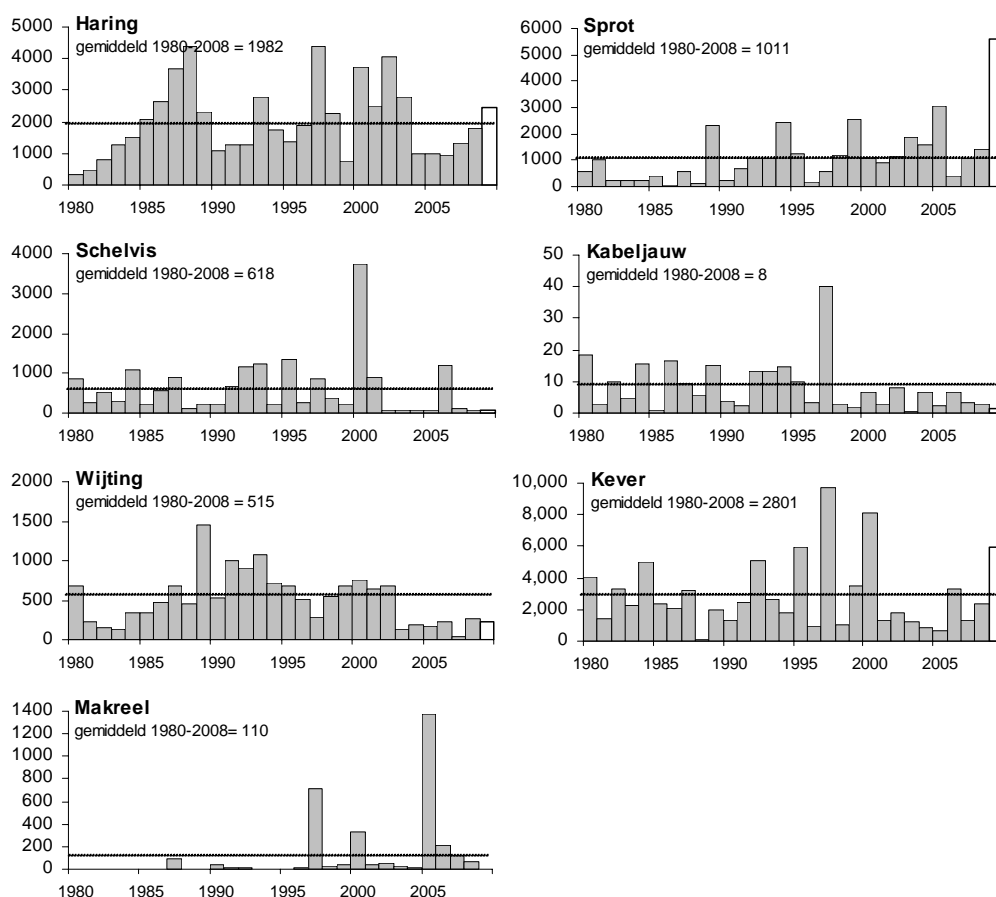 Haring
gemiddeld 1980-2008 = 1982
5000
4000
3000
2000
1000
0
1980 1985 1990 1995 2000 2005
Sprot
gemiddeld 1980-2008 = 1011
6000
5000
4000
3000
2000
1000
0
1980 1985 1990 1995 2000 2005
Schelvis
gemiddeld 1980-2008 = 618
4000
3000
2000
1000
0
1980 1985 1990 1995 2000 2005
Kabeljauw
gemiddeld 1980-2008 = 8
50
40
30
20
10
0
1980 1985 1990 1995 2000 2005
Wijting
gemiddeld 1980-2008 = 515
2000
1500
1000
500
0
1980 1985 1990 1995 2000 2005
Kever
gemiddeld 1980-2008 = 2801
10,000
8,000
6,000
4,000
2,000
0
1980 1985 1990 1995 2000 2005
Makreel
gemiddeld 1980-2008= 110
1400
1200
1000
800
600
400
200
0
1980 1985 1990 1995 2000 2005